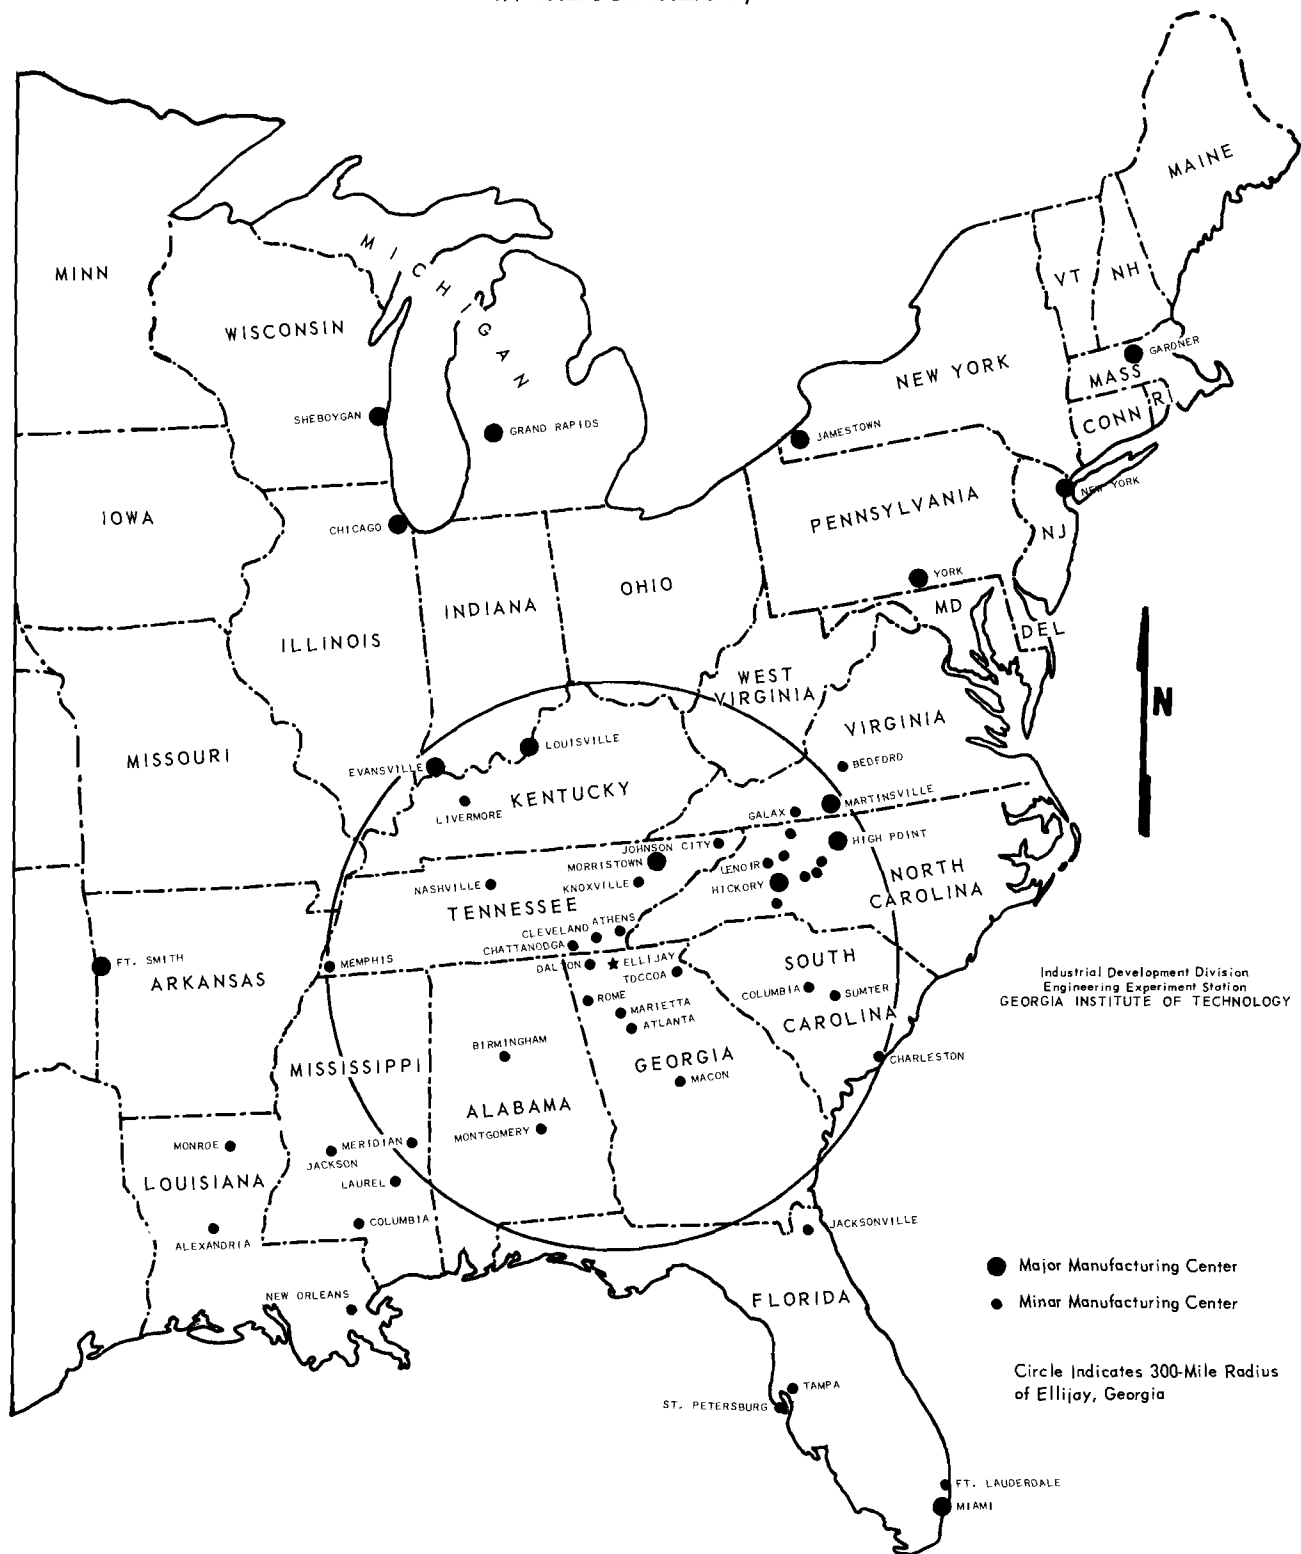 MAINE
MINN
MICHIGAN
VT
NH
WISCONSIN
GARDNER
NEW YORK
MASS
RI
SHEBOYGAN
GRAND RAPIDS
CONN
JAMESTOWN
NEW YORK
PENNSYLVANIA
IOWA
CHICAGO
NJ
YORK
OHIO
INDIANA
MD
DEL
ILLINOIS
WEST
VIRGINIA
N
VIRGINIA
LOUISVILLE
MISSOURI
BEDFORD
EVANSVILLE
KENTUCKY
LIVERMORE
MARTINSVILLE
GALAX
HIGH POINT
JOHNSON CITY
MORRISTOWN
LENOIR
NORTH
CAROLINA
NASHVILLE
KNOXVILLE
HICKORY
TENNESSEE
ATHENS
CLEVELAND
CHATTANOOGA
FT. SMITH
MEMPHIS
DALTON
ELLIJAY
TOCCOA
SOUTH
CAROLINA
ARKANSAS
COLUMBIA
SUMTER
Industrial Development Division
Engineering Experiment Station
GEORGIA INSTITUTE OF TECHNOLOGY
ROME
MARIETTA
ATLANTA
BIRMINGHAM
GEORGIA
CHARLESTON
MISSISSIPPI
MACON
ALABAMA
MONTGOMERY
MONROE
MERIDIAN
JACKSON
LOUISIANA
LAUREL
COLUMBIA
JACKSONVILLE
ALEXANDRIA
NEW ORLEANS
FLORIDA
Major Manufacturing Center
Minar Manufacturing Center
Circle Indicates 300-Mile Radius
of Ellijay, Georgia
TAMPA
ST. PETERSBURG
FT. LAUDERDALE
MIAMI